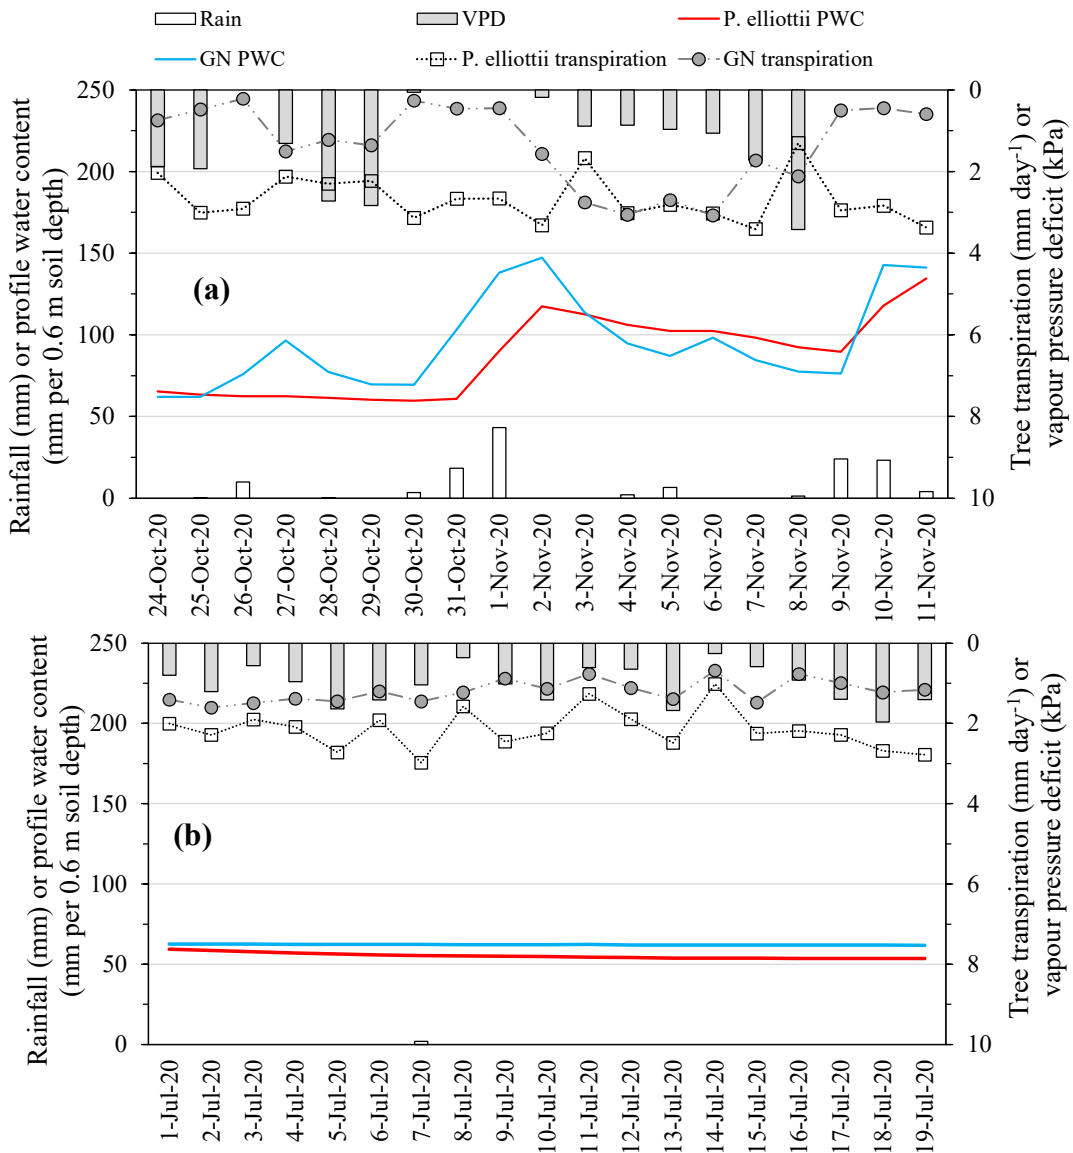 Rain VPD P. elliottii PWC
GN PWC P. elliottii transpiration GN transpiration
Rainfall (mm) or profile water content
(mm per 0.6 m soil depth)
250
200
150
100
50
0
(a)
0
2
4
6
8
10
Tree transpiration (mm day-1) or
vapour pressure deficit (kPa)
24-Oct-20
25-Oct-20
26-Oct-20
27-Oct-20
28-Oct-20
29-Oct-20
30-Oct-20
31-Oct-20
1-Nov-20
2-Nov-20
3-Nov-20
4-Nov-20
5-Nov-20
6-Nov-20
7-Nov-20
8-Nov-20
9-Nov-20
10-Nov-20
11-Nov-20
Rainfall (mm) or profile water content
(mm per 0.6 m soil depth)
250
200
150
100
50
0
(b)
0
2
4
6
8
10
Tree transpiration (mm day-1) or
vapour pressure deficit (kPa)
1-Jul-20
2-Jul-20
3-Jul-20
4-Jul-20
5-Jul-20
6-Jul-20
7-Jul-20
8-Jul-20
9-Jul-20
10-Jul-20
11-Jul-20
12-Jul-20
13-Jul-20
14-Jul-20
15-Jul-20
16-Jul-20
17-Jul-20
18-Jul-20
19-Jul-20